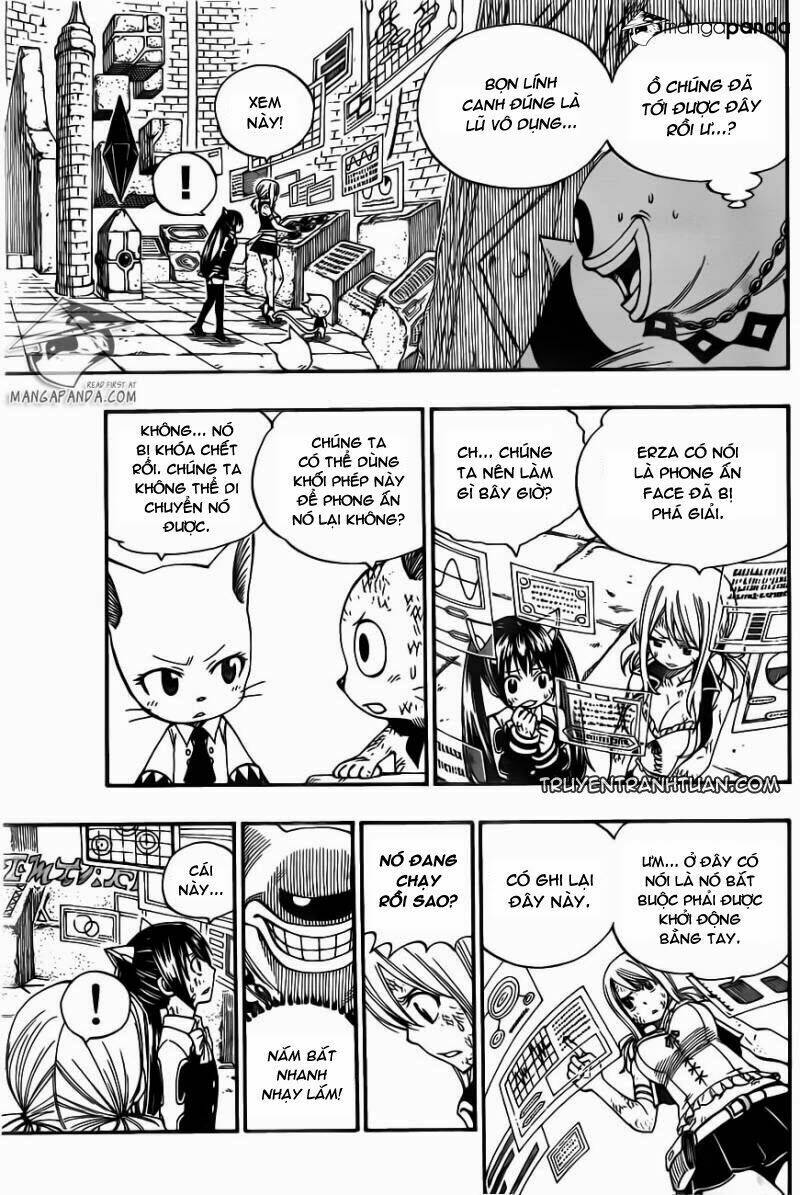 mangapanda
Ồ CHÚNG ĐÃ
TỚI ĐƯỢC ĐÂY
RỒI Ư...?
BỌN LÍNH
CANH ĐÚNG LÀ
LŨ VÔ DỤNG...
XEM
NÀY!
!
READ FIRST AT
MANGAPANDA.COM
ERZA CÓ NÓI
LÀ PHONG ẤN
FACE ĐÃ BỊ
PHÁ GIẢI.
CH... CHÚNG
TA NÊN LÀM
GÌ BÂY GIỜ?
CHÚNG TA
CÓ THỂ DÙNG
KHỐI PHÉP NÀY
ĐỂ PHONG ẤN
NÓ LẠI KHÔNG?
KHÔNG... NÓ
BỊ KHÓA CHẾT
RỒI. CHÚNG TA
KHÔNG THỂ DI
CHUYỂN NÓ
ĐƯỢC.
TRUYENTRANHTUAN.COM
ƯM... Ở ĐÂY CÓ
NÓI LÀ NÓ BẮT
BUỘC PHẢI ĐƯỢC
KHỞI ĐỘNG
BẰNG TAY.
CÓ GHI LẠI
ĐÂY NÀY.
NÓ ĐANG
CHẠY
RỒI SAO?
NẮM BẮT
NHANH
NHẠY LẮM!
CÁI
NÀY...
!